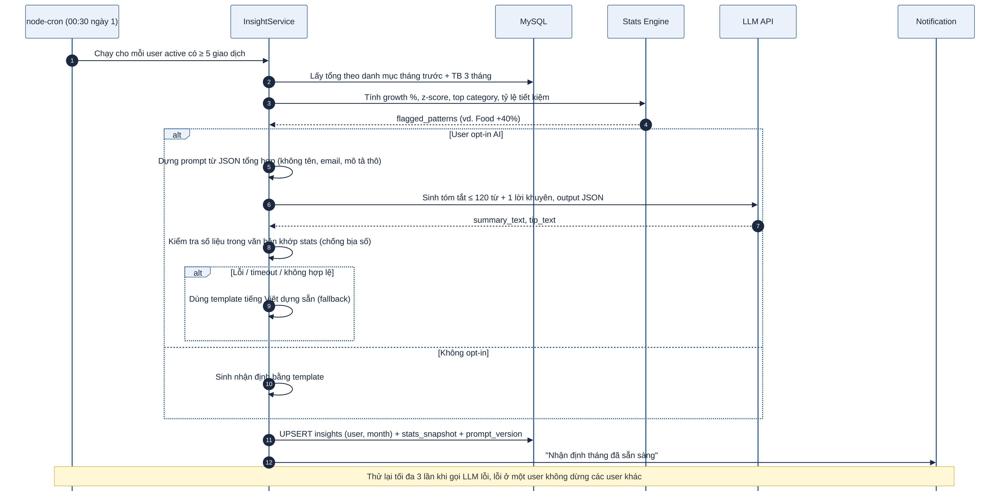 node-cron (00:30 ngày 1)
InsightService
MySQL
Stats Engine
LLM API
Notification
1
Chạy cho mỗi user active có ≥ 5 giao dịch
2
Lấy tổng theo danh mục tháng trước + TB 3 tháng
3
Tính growth %, z-score, top category, tỷ lệ tiết kiệm
flagged_patterns (vd. Food +40%)
4
alt
[User opt-in AI]
Dựng prompt từ JSON tổng hợp (không tên, email, mô tả thô)
5
Sinh tóm tắt ≤ 120 từ + 1 lời khuyên, output JSON
6
summary_text, tip_text
7
Kiểm tra số liệu trong văn bản khớp stats (chống bịa số)
8
alt
[Lỗi / timeout / không hợp lệ]
Dùng template tiếng Việt dựng sẵn (fallback)
9
[Không opt-in]
Sinh nhận định bằng template
10
UPSERT insights (user, month) + stats_snapshot + prompt_version
11
"Nhận định tháng đã sẵn sàng"
12
Thử lại tối đa 3 lần khi gọi LLM lỗi, lỗi ở một user không dừng các user khác